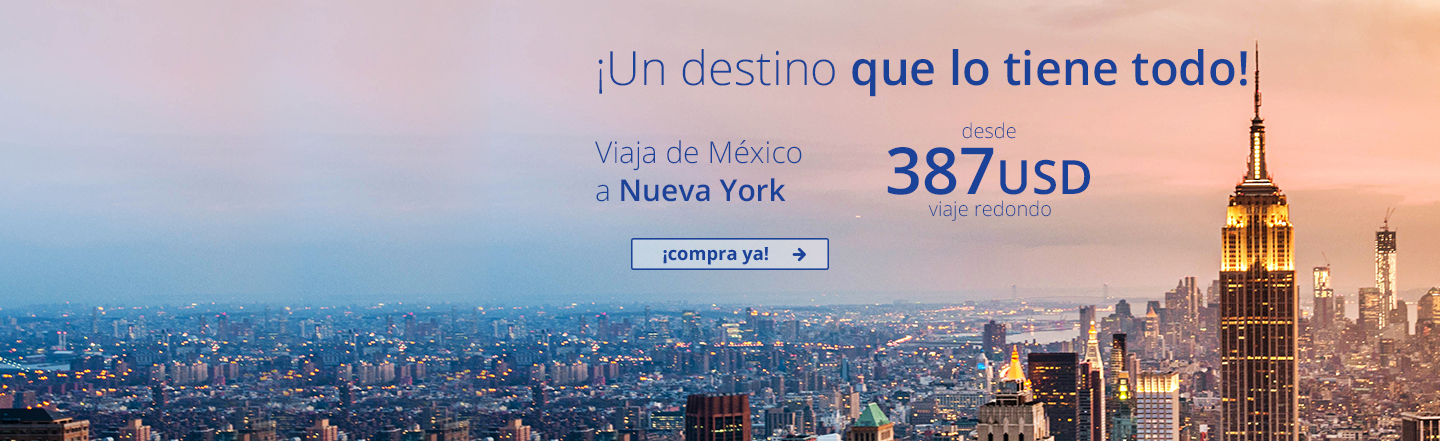 ¡Un destino que lo tiene todo!
Viaja de México
a Nueva York
desde
387USD
viaje redondo
¡compra ya!